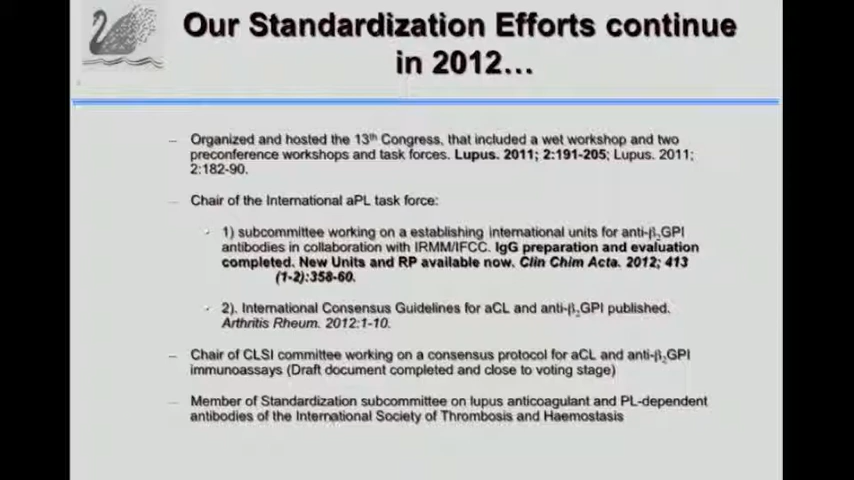 Our Standardization Efforts continue
in 2012…
– Organized and hosted the 13th Congress, that included a wet workshop and two
preconference workshops and task forces. Lupus. 2011; 2:191-205; Lupus. 2011;
2:182-90.
– Chair of the International aPL task force:
• 1) subcommittee working on a establishing international units for anti-β2GPI
antibodies in collaboration with IRMM/IFCC. IgG preparation and evaluation
completed. New Units and RP available now. Clin Chim Acta. 2012; 413
(1-2):358-60.
• 2). International Consensus Guidelines for aCL and anti-β2GPI published.
Arthritis Rheum. 2012:1-10.
– Chair of CLSI committee working on a consensus protocol for aCL and anti-β2GPI
immunoassays (Draft document completed and close to voting stage)
– Member of Standardization subcommittee on lupus anticoagulant and PL-dependent
antibodies of the International Society of Thrombosis and Haemostasis